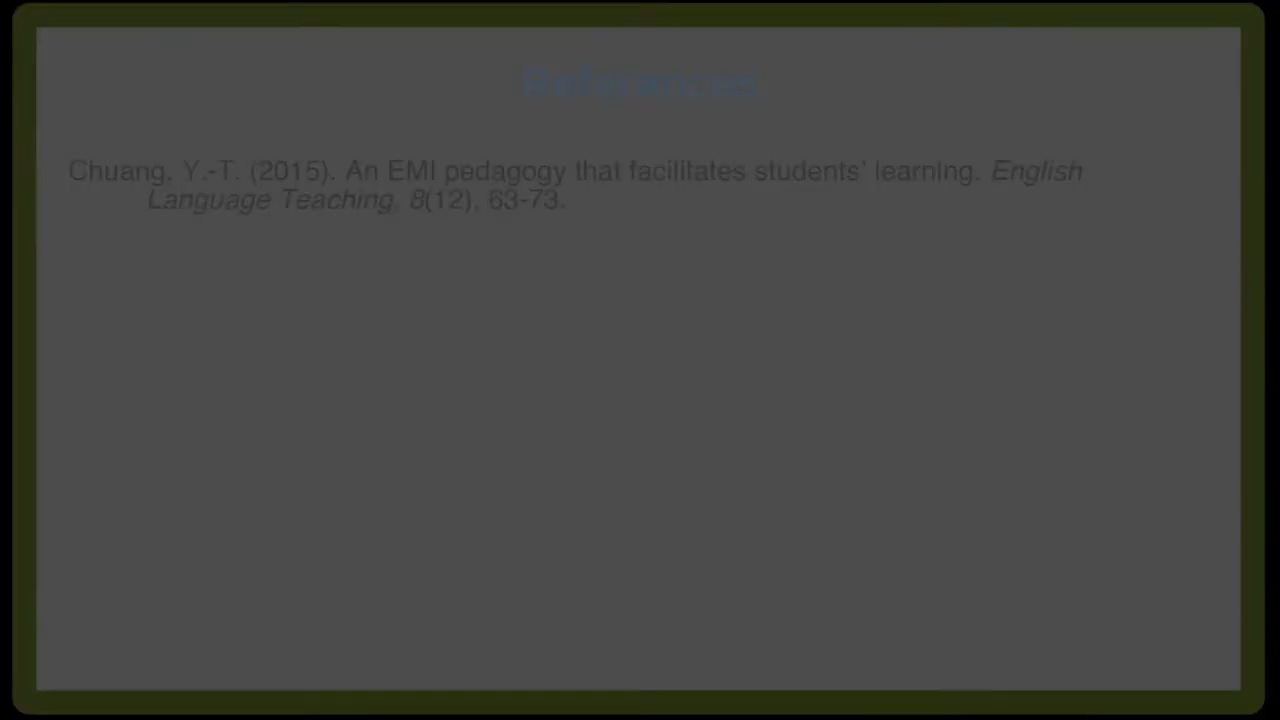 References
Chuang, Y.-T. (2015). An EMI pedagogy that facilitates students' learning. English
Language Teaching, 8(12), 63-73.